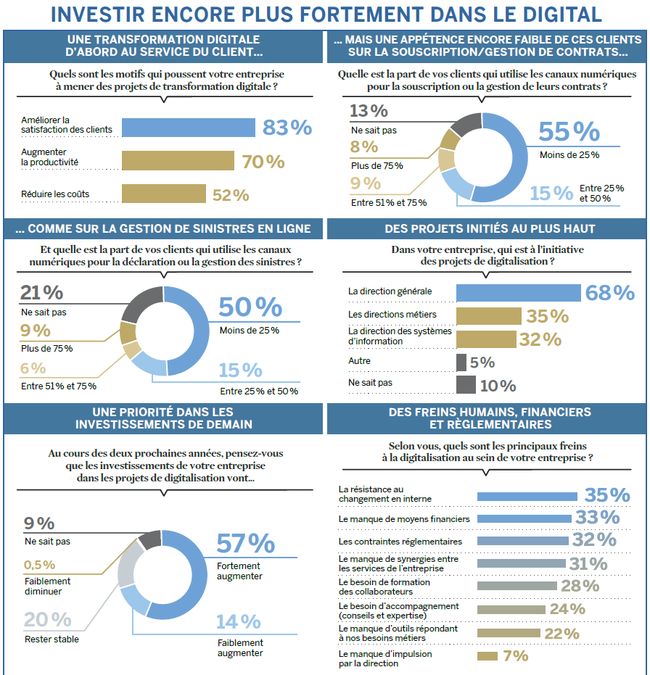 INVESTIR ENCORE PLUS FORTEMENT DANS LE DIGITAL
UNE TRANSFORMATION DIGITALE
D'ABORD AU SERVICE DU CLIENT...
Quels sont les motifs qui poussent votre entreprise
à mener des projets de transformation digitale ?
Améliorer la
satisfaction des clients
83 %
Augmenter
la productivité
70 %
Réduire les coûts
52 %
... MAIS UNE APPÉTENCE ENCORE FAIBLE DE CES CLIENTS
SUR LA SOUSCRIPTION/GESTION DE CONTRATS...
Quelle est la part de vos clients qui utilise les canaux numériques
pour la souscription ou la gestion de leurs contrats ?
13 %
Ne sait pas
8 %
Plus de 75 %
9 %
Entre 51 % et 75 %
55 %
Moins de 25 %
15 %
Entre 25 %
et 50 %
... COMME SUR LA GESTION DE SINISTRES EN LIGNE
Et quelle est la part de vos clients qui utilise les canaux
numériques pour la déclaration ou la gestion des sinistres ?
21 %
Ne sait pas
9 %
Plus de 75 %
6 %
Entre 51 % et 75 %
50 %
Moins de 25 %
15 %
Entre 25 % et 50 %
DES PROJETS INITIÉS AU PLUS HAUT
Dans votre entreprise, qui est à l'initiative
des projets de digitalisation ?
La direction générale
68 %
Les directions métiers
35 %
La direction des systèmes
d'information
32 %
Autre
5 %
Ne sait pas
10 %
UNE PRIORITÉ DANS LES
INVESTISSEMENTS DE DEMAIN
Au cours des deux prochaines années, pensez-vous
que les investissements de votre entreprise
dans les projets de digitalisation vont...
9 %
Ne sait pas
0,5 %
Faiblement
diminuer
20 %
Rester stable
57 %
Fortement
augmenter
14 %
Faiblement
augmenter
DES FREINS HUMAINS, FINANCIERS
ET RÈGLEMENTAIRES
Selon vous, quels sont les principaux freins
à la digitalisation au sein de votre entreprise ?
La résistance au
changement en interne
35 %
Le manque de moyens financiers
33 %
Les contraintes réglementaires
32 %
Le manque de synergies entre
les services de l'entreprise
31 %
Le besoin de formation
des collaborateurs
28 %
Le besoin d'accompagnement
(conseils et expertise)
24 %
Le manque d'outils répondant
à nos besoins métiers
22 %
Le manque d'impulsion
par la direction
7 %